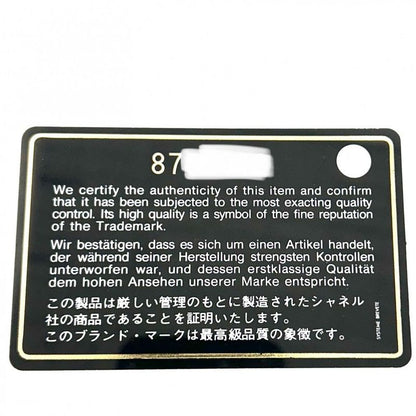 87
We certify the authenticity of this item and confirm
that it has been subjected to the most exacting quality
control. Its high quality is a symbol of the fine reputation
of the Trademark.
Wir bestätigen, dass es sich um einen Artikel handelt,
der während seiner Herstellung strengsten Kontrollen
unterworfen war, und dessen erstklassige Qualität
dem hohen Ansehen unserer Marke entspricht.
この製品は厳しい管理のもとに製造されたシャネル
社の商品であることを証明いたします。
このブランド・マークは最高級品質の象徴です。